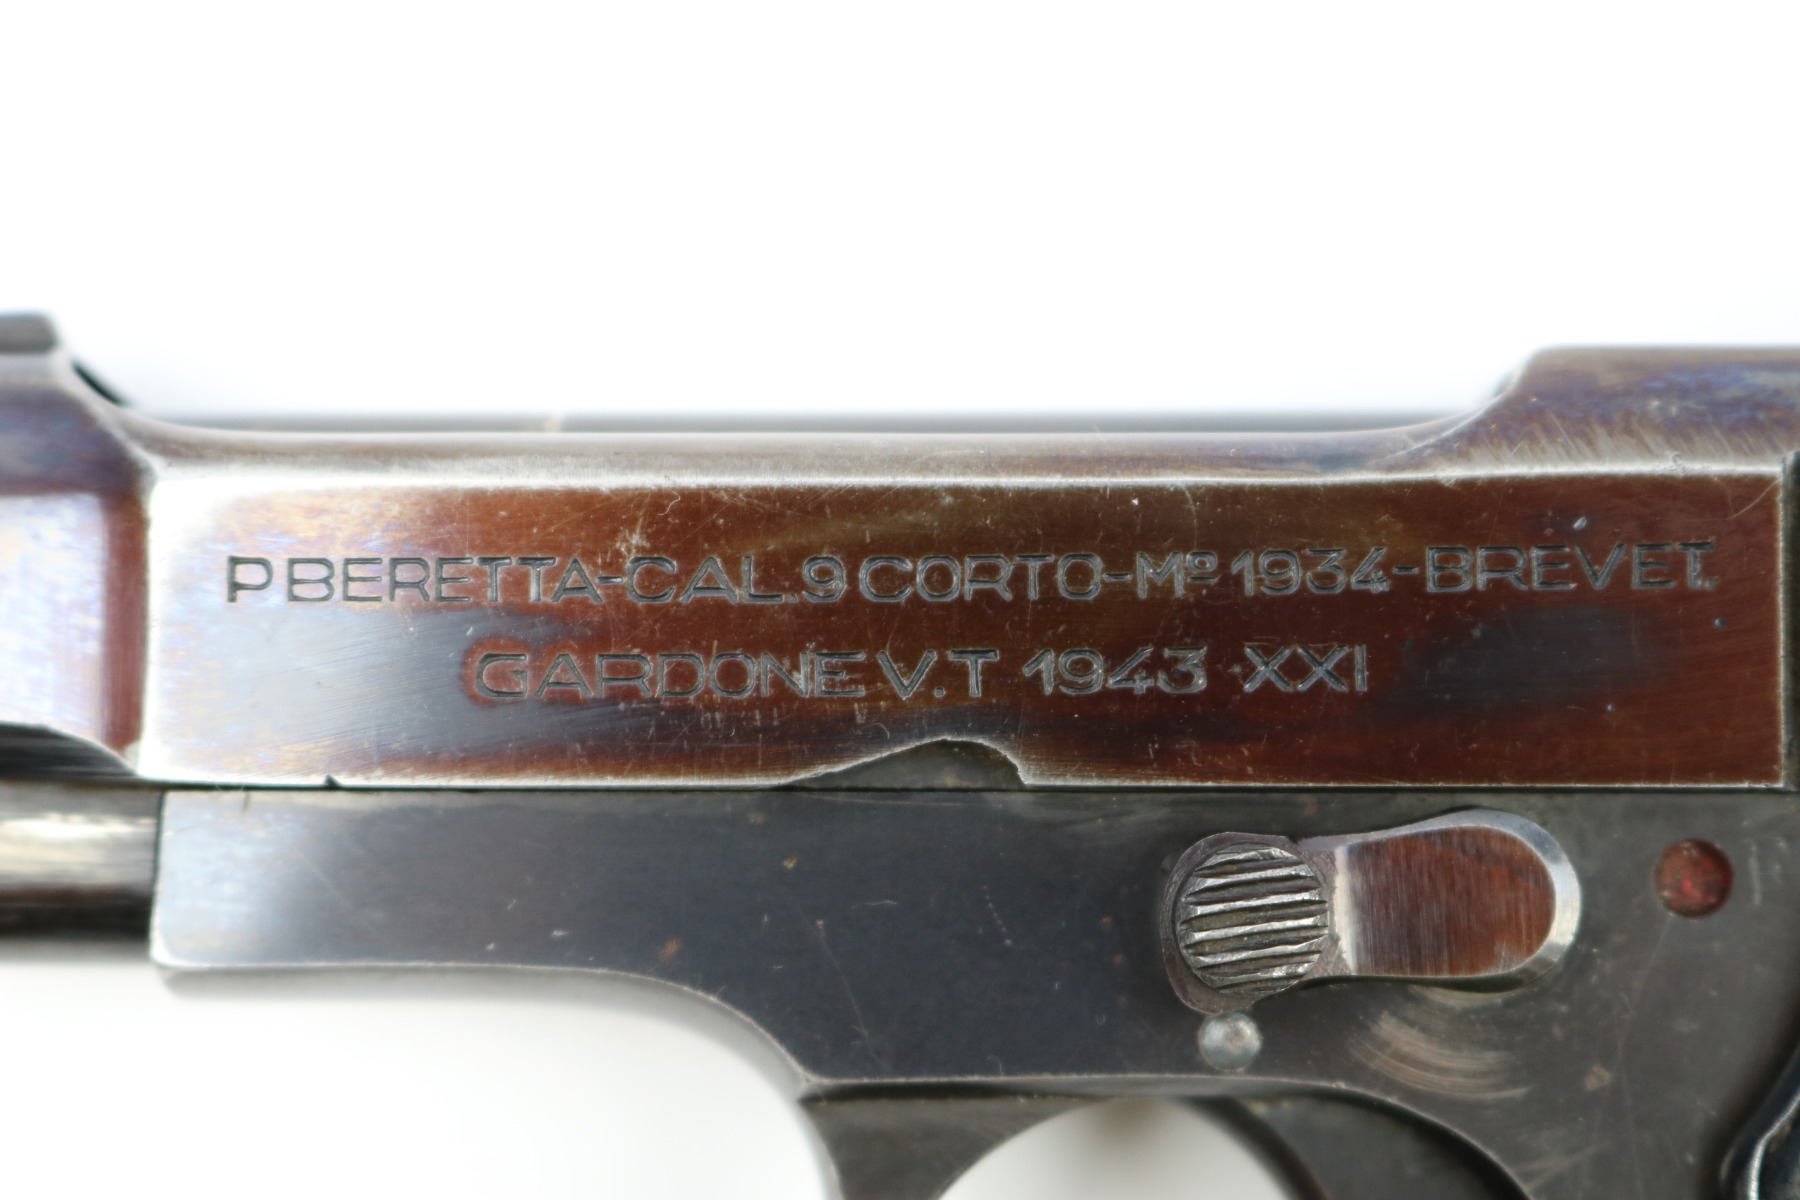 P BERETTA-CAL.9 CORTO-Mº 1934-BREVET.
GARDONE V.T 1943 XXI